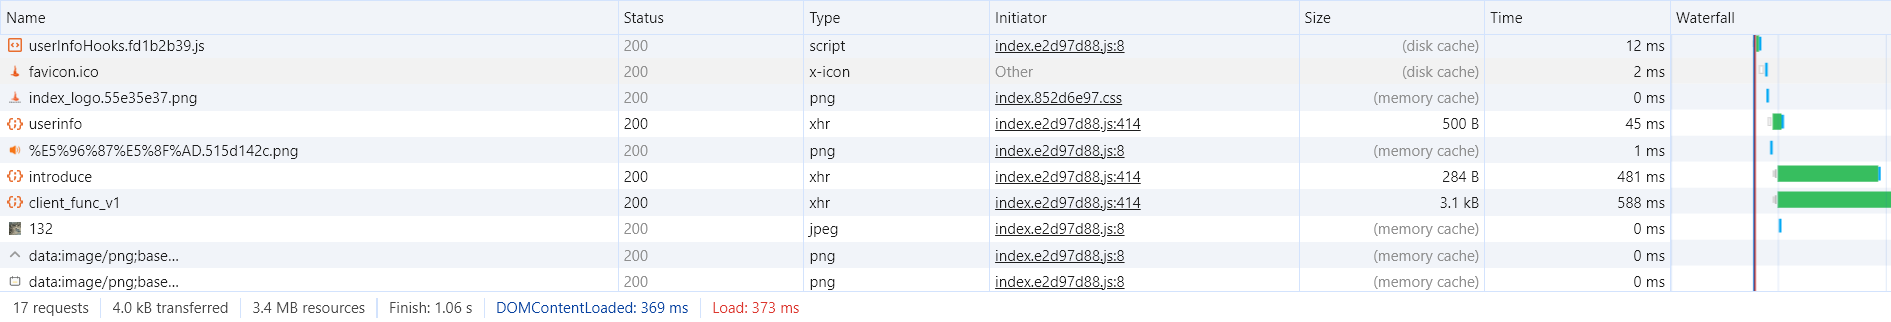 Name Status Type Initiator Size Time Waterfall
userInfoHooks.fd1b2b39.js 200 script index.e2d97d88.js:8 (disk cache) 12 ms
favicon.ico 200 x-icon Other (disk cache) 2 ms
index_logo.55e35e37.png 200 png index.852d6e97.css (memory cache) 0 ms
userinfo 200 xhr index.e2d97d88.js:414 500 B 45 ms
%E5%96%87%E5%8F%AD.515d142c.png 200 png index.e2d97d88.js:8 (memory cache) 1 ms
introduce 200 xhr index.e2d97d88.js:414 284 B 481 ms
client_func_v1 200 xhr index.e2d97d88.js:414 3.1 kB 588 ms
132 200 jpeg index.e2d97d88.js:8 (memory cache) 0 ms
data:image/png;base... 200 png index.e2d97d88.js:8 (memory cache) 0 ms
data:image/png;base... 200 png index.e2d97d88.js:8 (memory cache) 0 ms
17 requests 4.0 kB transferred 3.4 MB resources Finish: 1.06 s DOMContentLoaded: 369 ms Load: 373 ms